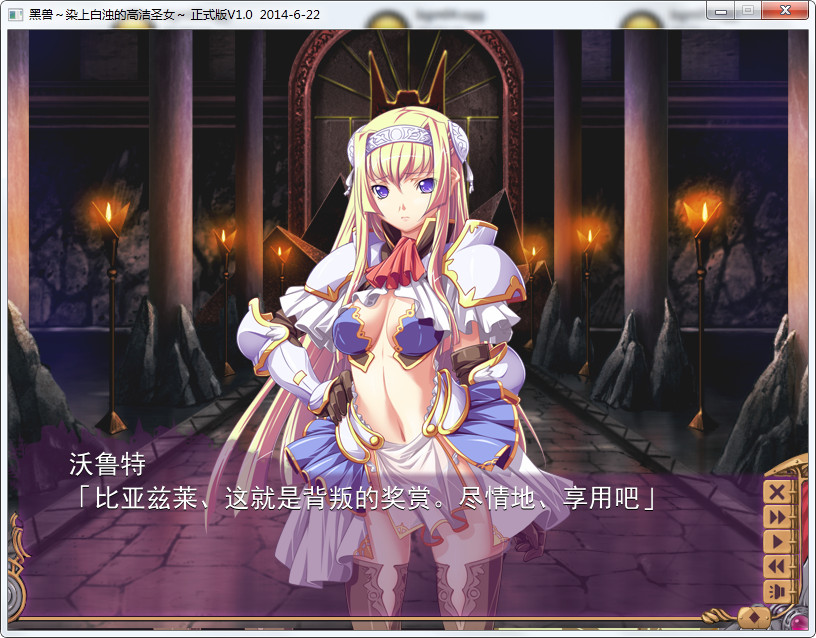 黑兽～染上白浊的高洁圣女～ 正式版V1.0 2014-6-22
沃鲁特
「比亚兹莱、这就是背叛的奖赏。尽情地、享用吧」